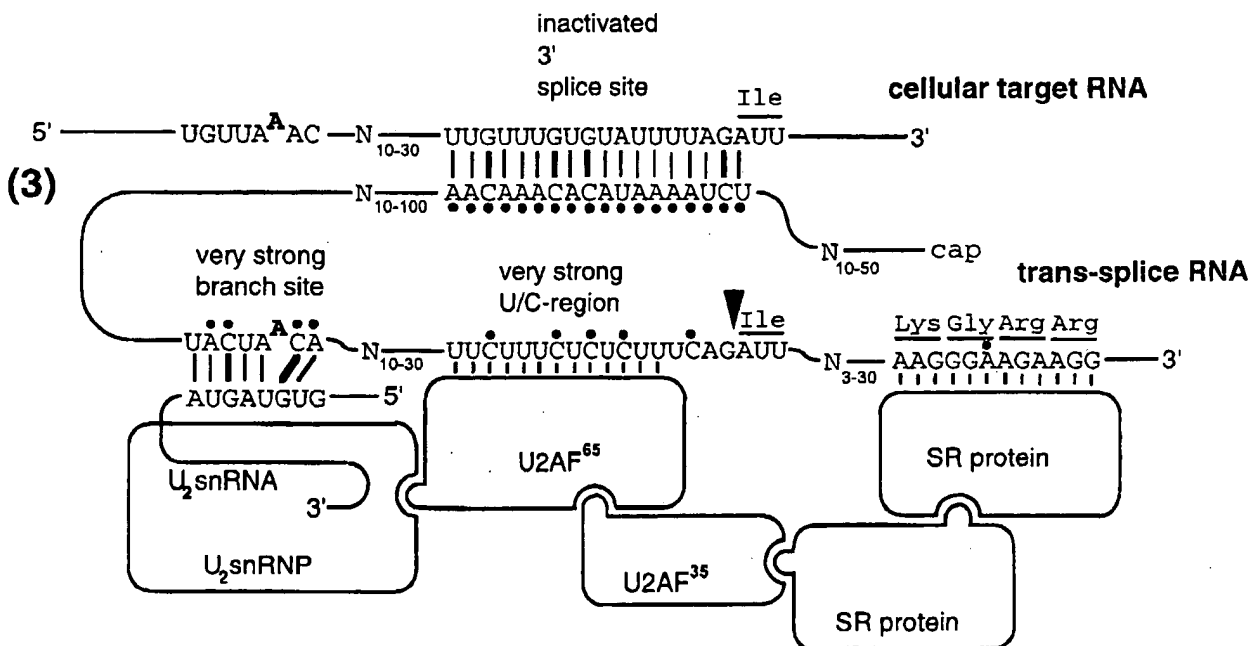 inactivated
3'
splice site
cellular target RNA
Ile
5' UGUUAAAC N10-30 UUGUUUGUGUAUUUUAGAUU 3'
(3)
N10-100 AACAAACACAUAAAAUCU
N10-50 cap
trans-splice RNA
very strong
branch site
very strong
U/C-region
Ile
Lys Gly Arg Arg
UACUAACA N10-30 UUCUUUCUCUCUUUCAGAUU N3-30 AAGGGAAGAAGG 3'
AUGAUGUG 5'
U2AF65
SR protein
U2snRNA
3'
U2snRNP
U2AF35
SR protein